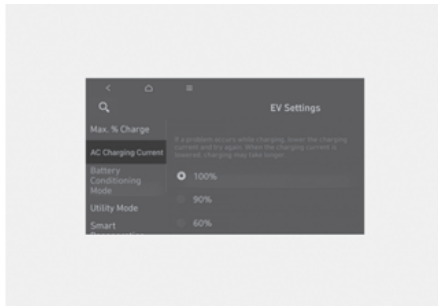 EV Settings
Max. % Charge
AC Charging Current
Battery
Conditioning
Mode
Utility Mode
Smart
If a problem occurs while charging, lower the charging
current and try again. When the charging current is
lowered, charging may take longer.
100%
90%
60%